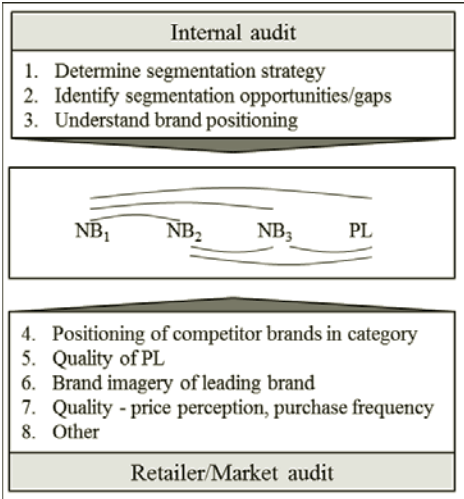 Internal audit
1. Determine segmentation strategy
2. Identify segmentation opportunities/gaps
3. Understand brand positioning
NB₁ NB₂ NB₃ PL
4. Positioning of competitor brands in category
5. Quality of PL
6. Brand imagery of leading brand
7. Quality - price perception, purchase frequency
8. Other
Retailer/Market audit